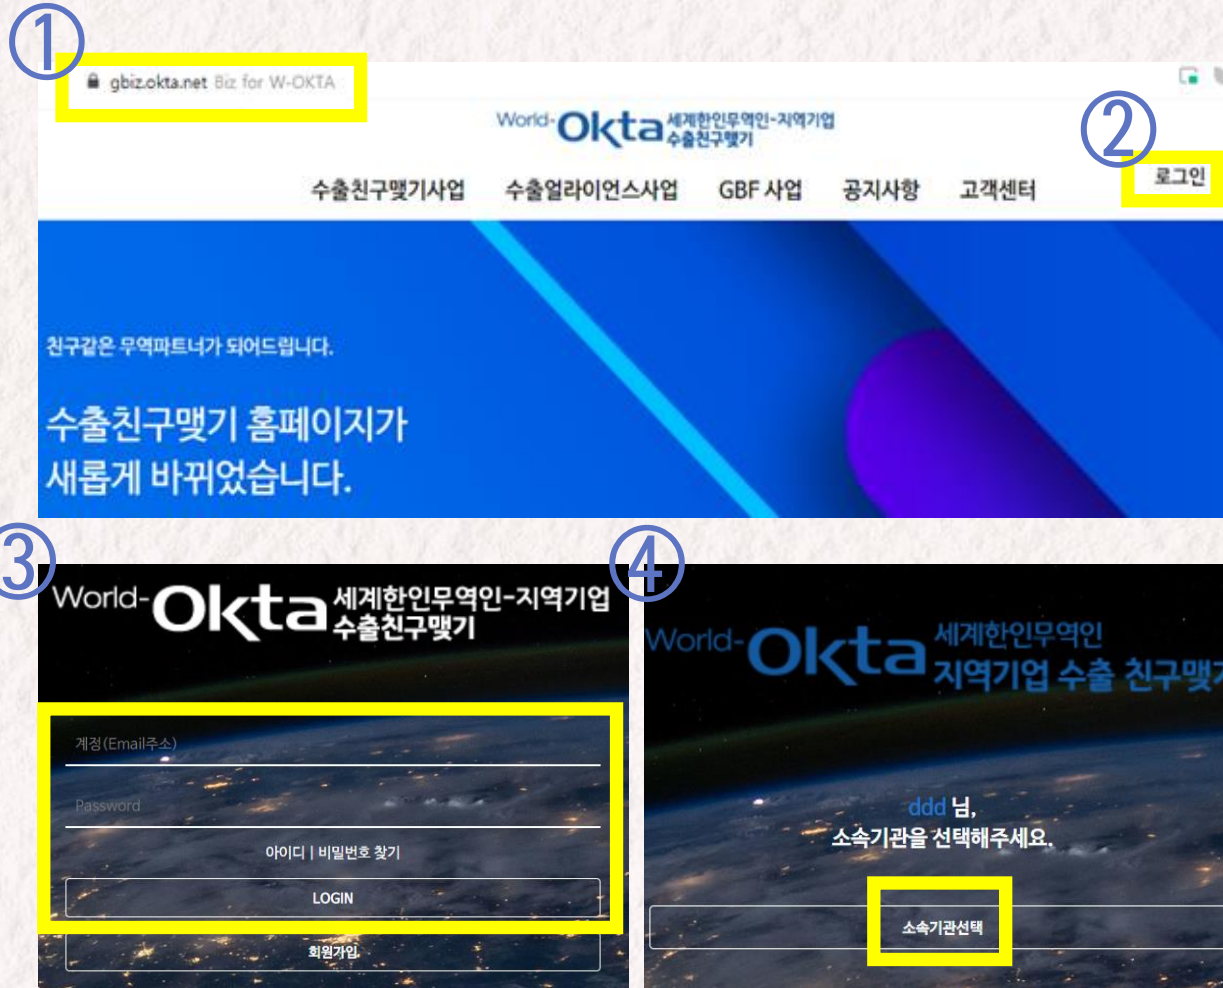 ①
gbiz.okta.net Biz for W-OKTA
World-Okta 세계한인무역인-지역기업
수출친구맺기
②
로그인
수출친구맺기사업 수출얼라이언스사업 GBF 사업 공지사항 고객센터
친구같은 무역파트너가 되어드립니다.
수출친구맺기 홈페이지가
새롭게 바뀌었습니다.
③
World-Okta 세계한인무역인-지역기업
수출친구맺기
계정(Email주소)
Password
아이디 | 비밀번호 찾기
LOGIN
회원가입
④
World-Okta 세계한인무역인
지역기업 수출 친구맺기
ddd 님,
소속기관을 선택해주세요.
소속기관선택